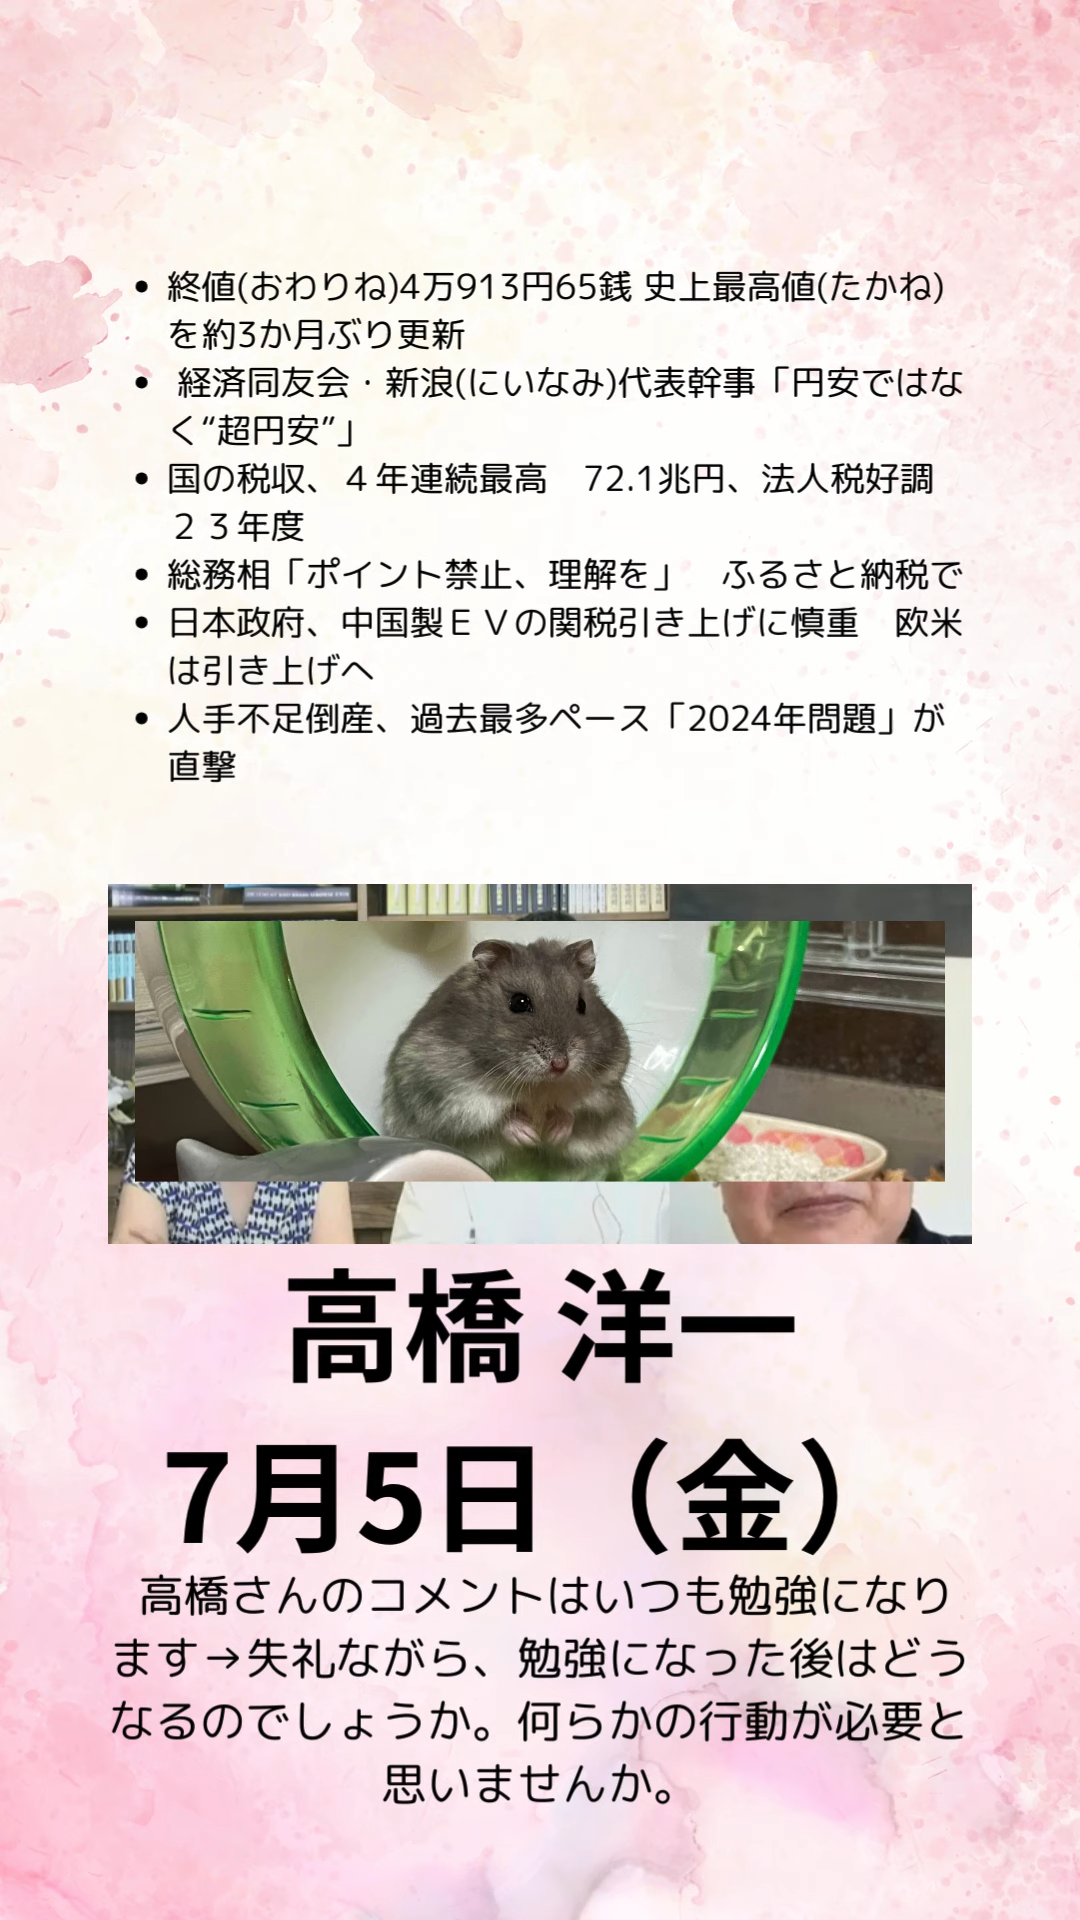 • 終値(おわりね)4万913円65銭 史上最高値(たかね)
を約3か月ぶり更新
• 経済同友会・新浪(にいなみ)代表幹事「円安ではな
く“超円安”」
• 国の税収、４年連続最高　72.1兆円、法人税好調
２３年度
• 総務相「ポイント禁止、理解を」　ふるさと納税で
• 日本政府、中国製ＥＶの関税引き上げに慎重　欧米
は引き上げへ
• 人手不足倒産、過去最多ペース「2024年問題」が
直撃
高橋 洋一
7月5日（金）
高橋さんのコメントはいつも勉強になり
ます→失礼ながら、勉強になった後はどう
なるのでしょうか。何らかの行動が必要と
思いませんか。